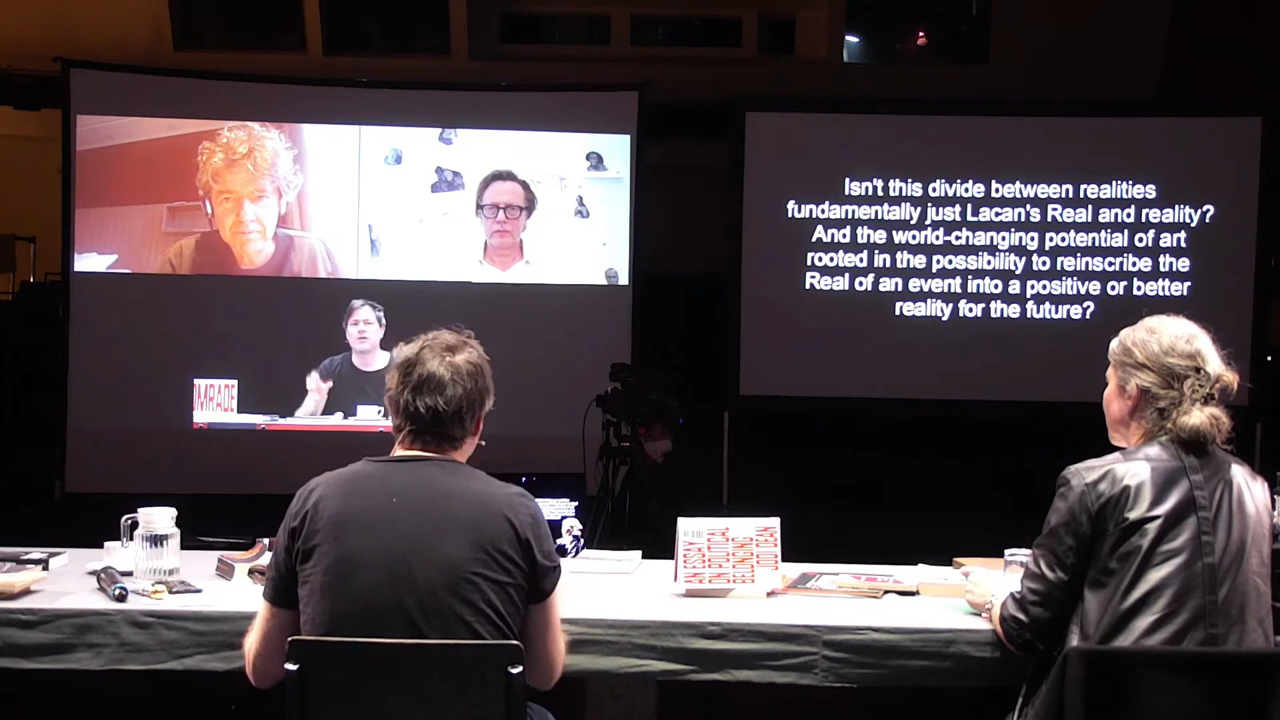 Isn't this divide between realities
fundamentally just Lacan's Real and reality?
And the world-changing potential of art
rooted in the possibility to reinscribe the
Real of an event into a positive or better
reality for the future?
OMRADE
AN ESSAY
ON POLITICAL
BELONGING
JODI DEAN